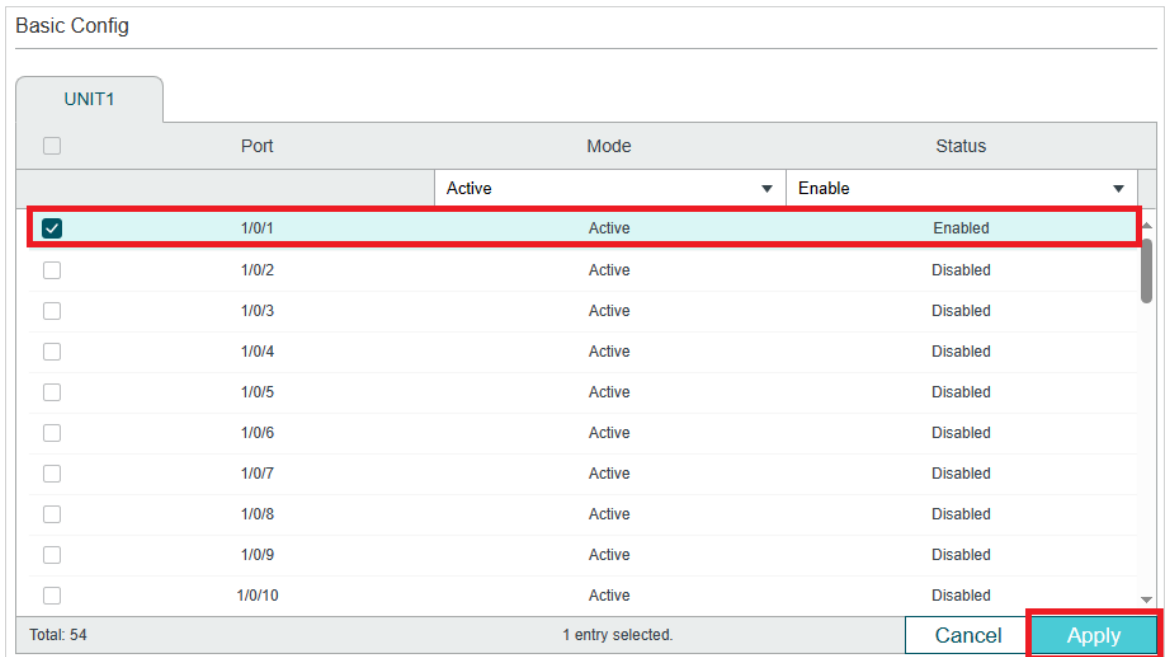 Basic Config
UNIT1
Port Mode Status
Active Enable
1/0/1 Active Enabled
1/0/2 Active Disabled
1/0/3 Active Disabled
1/0/4 Active Disabled
1/0/5 Active Disabled
1/0/6 Active Disabled
1/0/7 Active Disabled
1/0/8 Active Disabled
1/0/9 Active Disabled
1/0/10 Active Disabled
Total: 54 1 entry selected. Cancel Apply